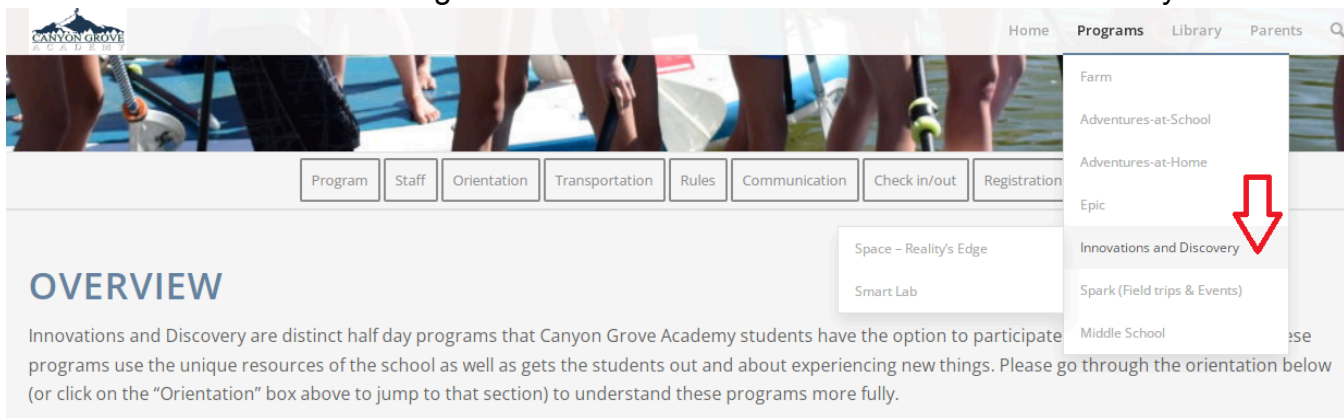 CANYON GROVE
ACADEMY
Home Programs Library Parents
Farm
Adventures-at-School
Adventures-at-Home
Program Staff Orientation Transportation Rules Communication Check in/out Registration
Epic
Space – Reality's Edge Innovations and Discovery
Smart Lab Spark (Field trips & Events)
Middle School
OVERVIEW
Innovations and Discovery are distinct half day programs that Canyon Grove Academy students have the option to participate
programs use the unique resources of the school as well as gets the students out and about experiencing new things. Please go through the orientation below
(or click on the “Orientation” box above to jump to that section) to understand these programs more fully.